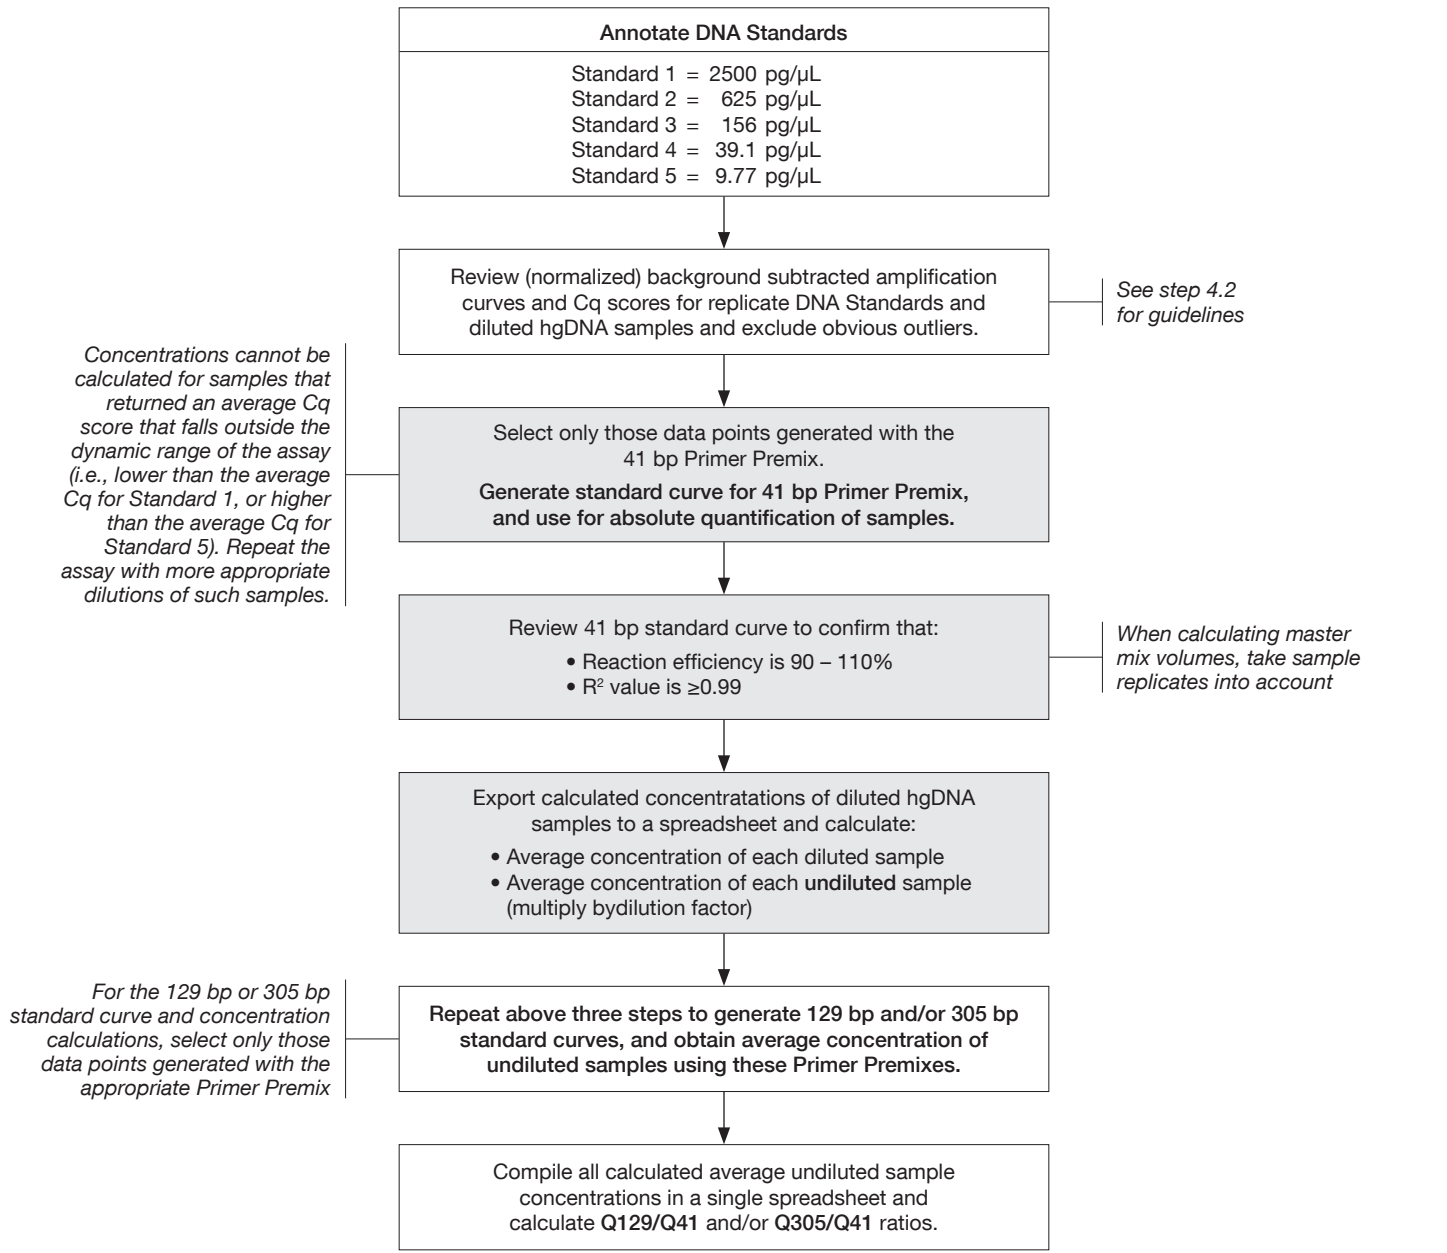 Annotate DNA Standards
Standard 1 = 2500 pg/µL
Standard 2 = 625 pg/µL
Standard 3 = 156 pg/µL
Standard 4 = 39.1 pg/µL
Standard 5 = 9.77 pg/µL
Review (normalized) background subtracted amplification
curves and Cq scores for replicate DNA Standards and
diluted hgDNA samples and exclude obvious outliers.
See step 4.2
for guidelines
Concentrations cannot be
calculated for samples that
returned an average Cq
score that falls outside the
dynamic range of the assay
(i.e., lower than the average
Cq for Standard 1, or higher
than the average Cq for
Standard 5). Repeat the
assay with more appropriate
dilutions of such samples.
Select only those data points generated with the
41 bp Primer Premix.
Generate standard curve for 41 bp Primer Premix,
and use for absolute quantification of samples.
Review 41 bp standard curve to confirm that:
• Reaction efficiency is 90 – 110%
• R² value is ≥0.99
When calculating master
mix volumes, take sample
replicates into account
Export calculated concentratations of diluted hgDNA
samples to a spreadsheet and calculate:
• Average concentration of each diluted sample
• Average concentration of each undiluted sample
(multiply bydilution factor)
For the 129 bp or 305 bp
standard curve and concentration
calculations, select only those
data points generated with the
appropriate Primer Premix
Repeat above three steps to generate 129 bp and/or 305 bp
standard curves, and obtain average concentration of
undiluted samples using these Primer Premixes.
Compile all calculated average undiluted sample
concentrations in a single spreadsheet and
calculate Q129/Q41 and/or Q305/Q41 ratios.